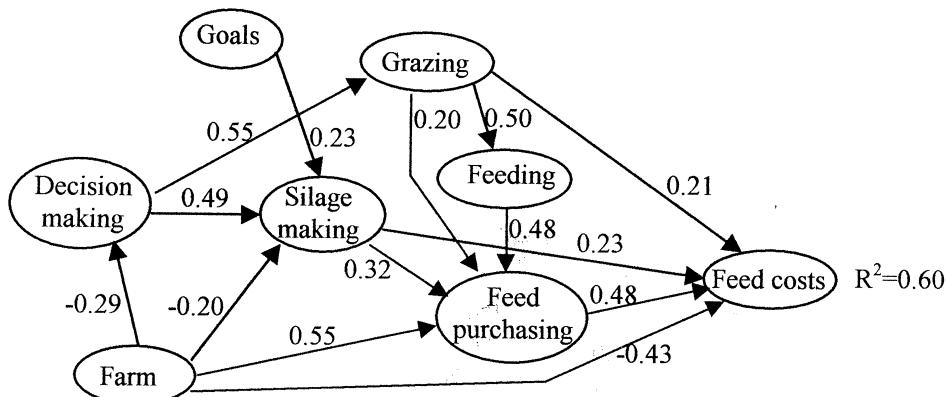 Goals
Grazing
0.55
0.23
0.20
0.50
Decision
making
0.49
Silage
making
Feeding
0.21
0.48
0.23
0.32
Feed costs
R²=0.60
-0.29
-0.20
Feed
purchasing
0.48
0.55
-0.43
Farm